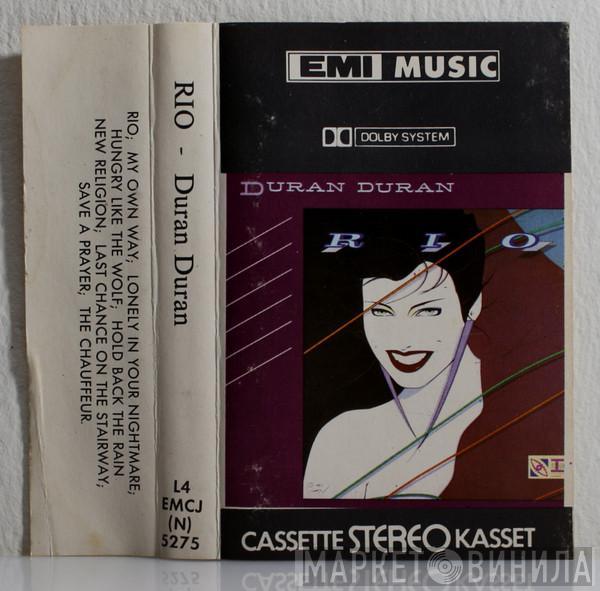 RIO; MY OWN WAY; LONELY IN YOUR NIGHTMARE;
HUNGRY LIKE THE WOLF; HOLD BACK THE RAIN
NEW RELIGION; LAST CHANCE ON THE STAIRWAY;
SAVE A PRAYER; THE CHAUFFEUR.
RIO - Duran Duran
L4
EMCJ
(N)
5275
EMI MUSIC
DOLBY SYSTEM
DURAN DURAN
RIO
CASSETTE STEREO KASSET
МАРКЕТ ВИНИЛА